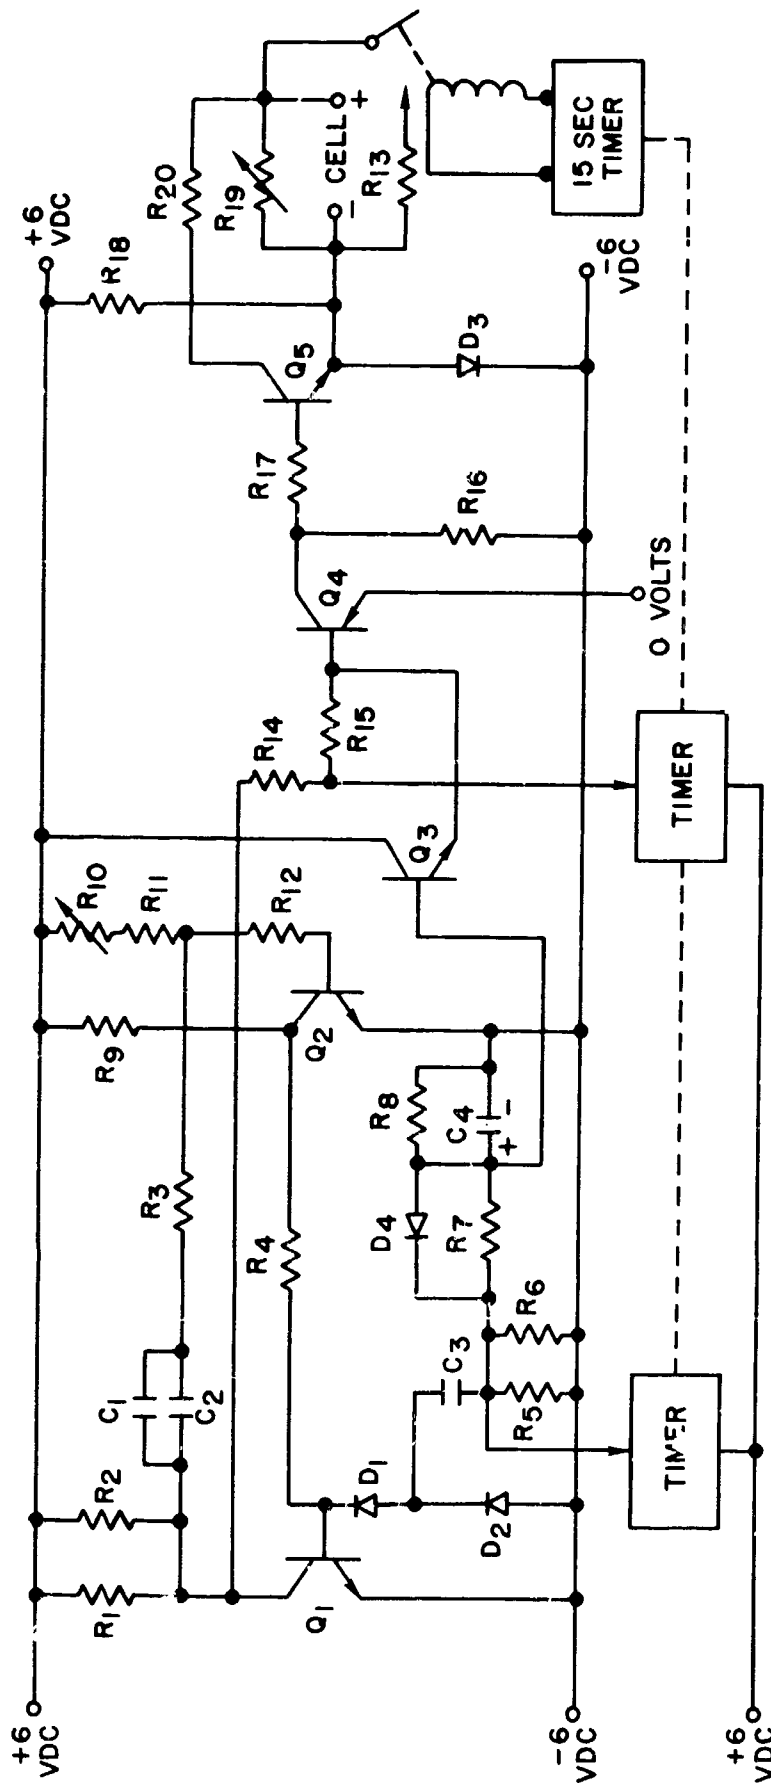 +6
VDC
R1
R2
C1
C2
R3
R9
R10
R11
R12
R14
R15
R18
+6
VDC
R20
R19
CELL
+
−
R13
15 SEC
TIMER
Q1
D1
D2
R4
C3
R5
R6
D4
R7
R8
C4
+
−
Q2
Q3
Q4
R17
R16
Q5
D3
−6
VDC
0 VOLTS
−6
VDC
TIMER
TIMER
+6
VDC